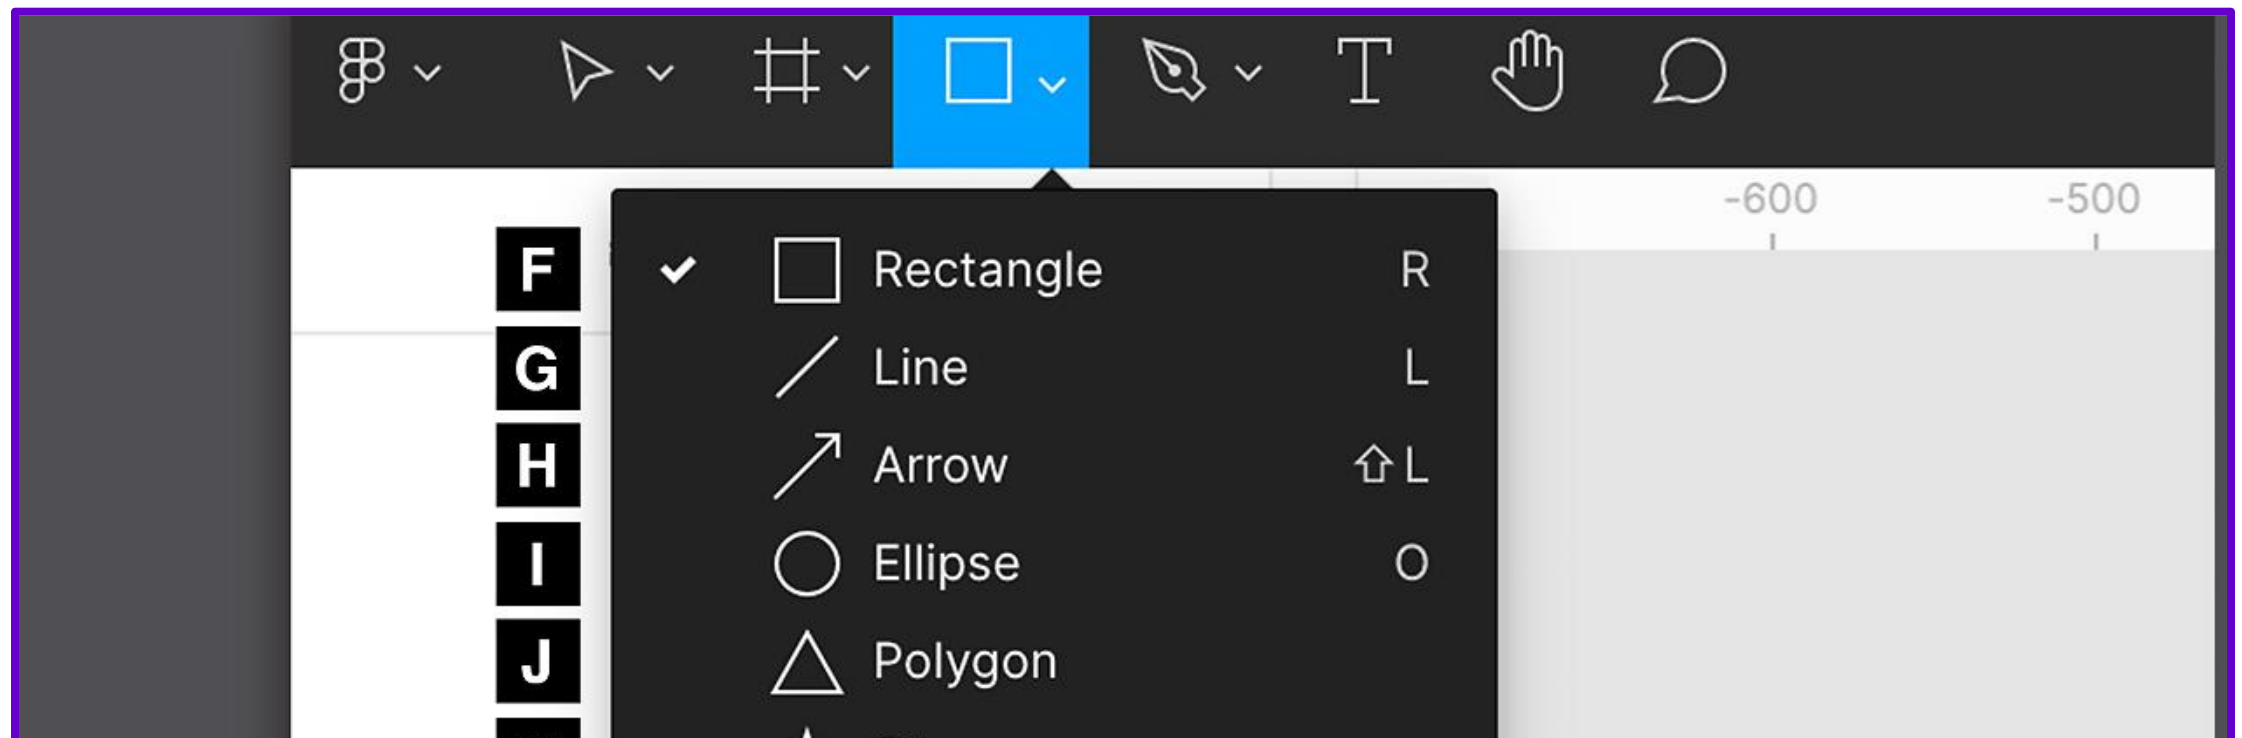 T
-600 -500
F Rectangle R
G Line L
H Arrow ⇧ L
I Ellipse O
J Polygon